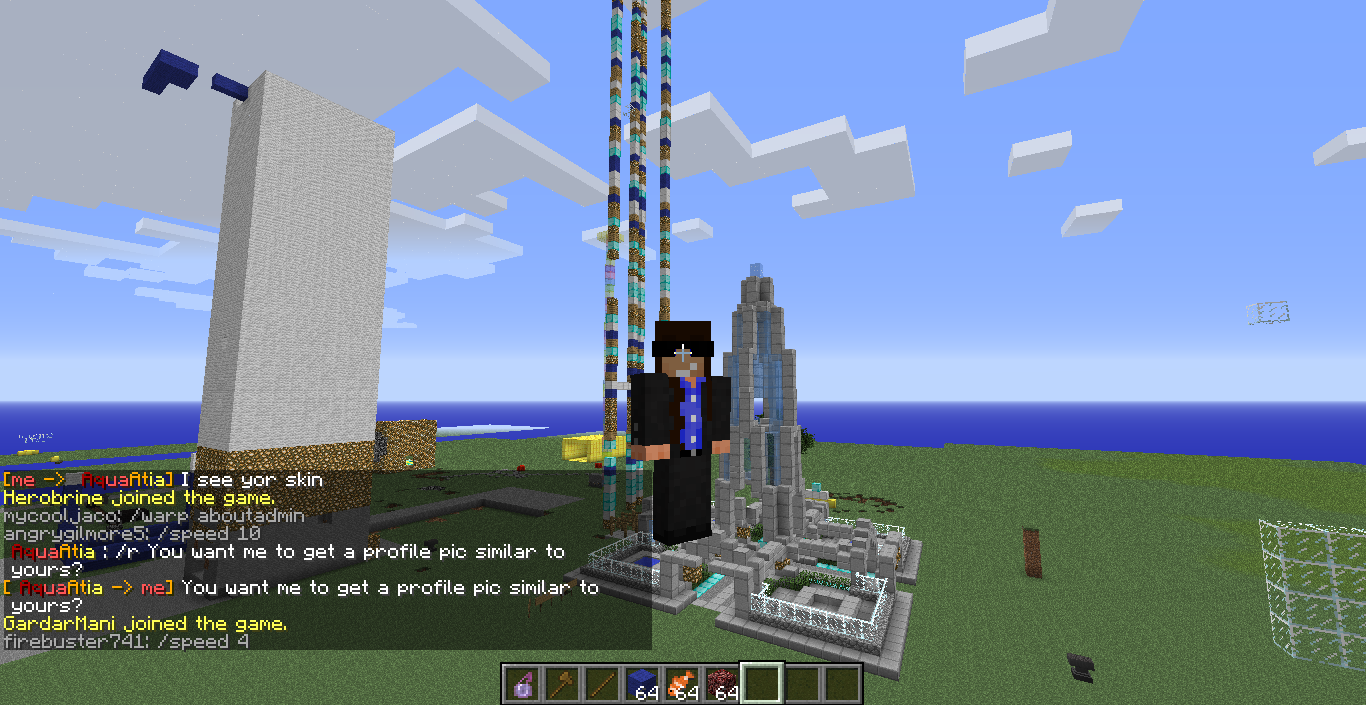 [me -> AquaAtia] I see yor skin
Herobrine joined the game.
mycooljaco: /warp aboutadmin
angrygilmore5: /speed 10
AquaAtia : /r You want me to get a profile pic similar to
yours?
[ AquaAtia -> me] You want me to get a profile pic similar to
yours?
GardarMani joined the game.
firebuster741: /speed 4
64 64 64